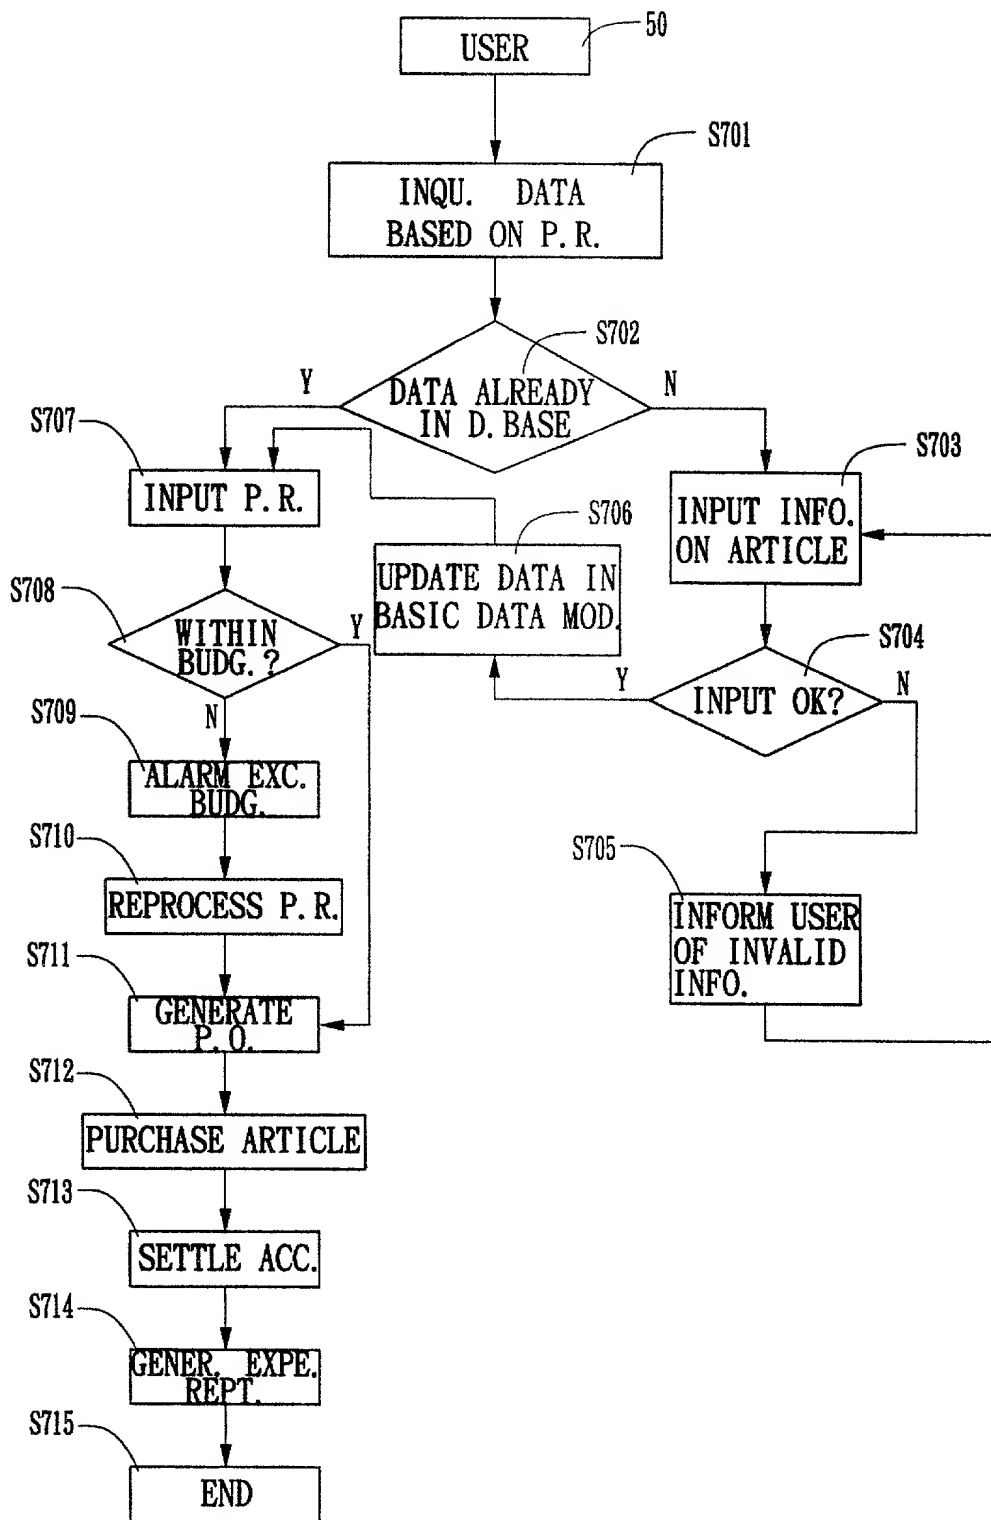 50
USER
S701
INQU. DATA
BASED ON P.R.
S702
DATA ALREADY
IN D.BASE
Y
N
S707
INPUT P.R.
S703
INPUT INFO.
ON ARTICLE
S706
UPDATE DATA IN
BASIC DATA MOD.
S708
WITHIN
BUDG.?
Y
N
S704
INPUT OK?
Y
N
S709
ALARM EXC.
BUDG.
S710
REPROCESS P.R.
S705
INFORM USER
OF INVALID
INFO.
S711
GENERATE
P.O.
S712
PURCHASE ARTICLE
S713
SETTLE ACC.
S714
GENER. EXPE.
REPT.
S715
END